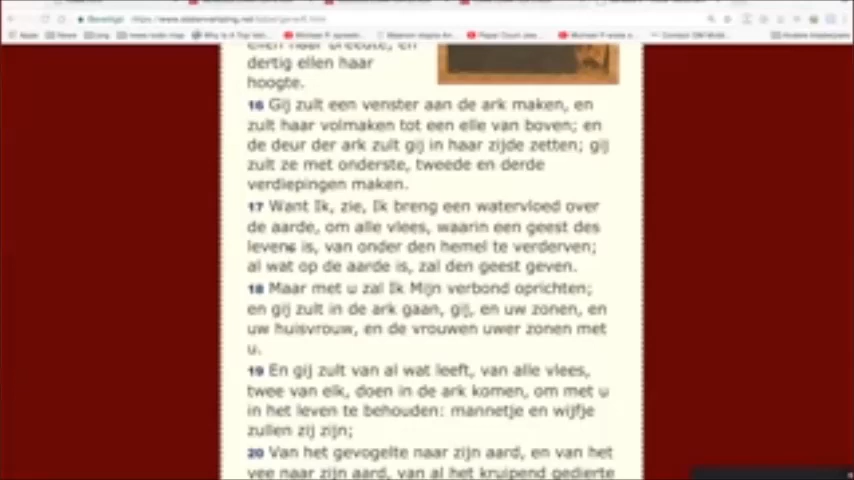 Beveiligd
Apps
News
Why Is A Top Vat...
ellen haar breedte, en
dertig ellen haar
hoogte.
16 Gij zult een venster aan de ark maken, en
zult haar volmaken tot een elle van boven; en
de deur der ark zult gij in haar zijde zetten; gij
zult ze met onderste, tweede en derde
verdiepingen maken.
17 Want Ik, zie, Ik breng een watervloed over
de aarde, om alle vlees, waarin een geest des
levens is, van onder den hemel te verderven;
al wat op de aarde is, zal den geest geven.
18 Maar met u zal Ik Mijn verbond oprichten;
en gij zult in de ark gaan, gij, en uw zonen, en
uw huisvrouw, en de vrouwen uwer zonen met
u.
19 En gij zult van al wat leeft, van alle vlees,
twee van elk, doen in de ark komen, om met u
in het leven te behouden: mannetje en wijfje
zullen zij zijn;
20 Van het gevogelte naar zijn aard, en van het
vee naar zijn aard, van al het kruipend gedierte